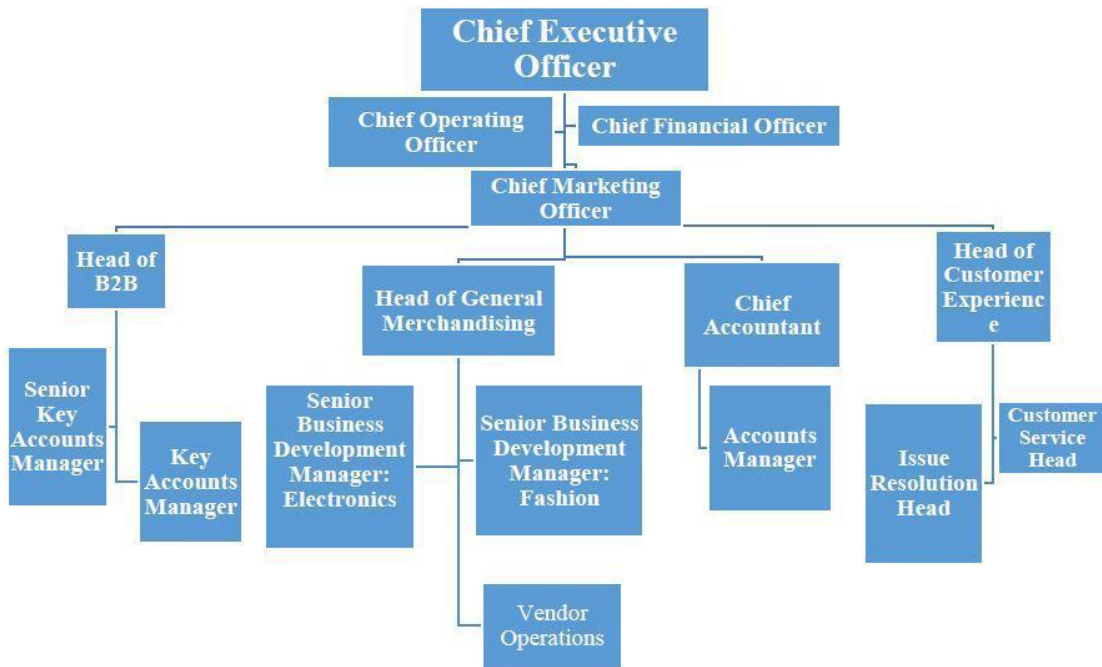 Chief Executive
Officer
Chief Operating
Officer
Chief Financial Officer
Chief Marketing
Officer
Head of
B2B
Head of General
Merchandising
Chief
Accountant
Head of
Customer
Experienc
e
Senior
Key
Accounts
Manager
Key
Accounts
Manager
Senior
Business
Development
Manager:
Electronics
Senior Business
Development
Manager:
Fashion
Accounts
Manager
Issue
Resolution
Head
Customer
Service
Head
Vendor
Operations